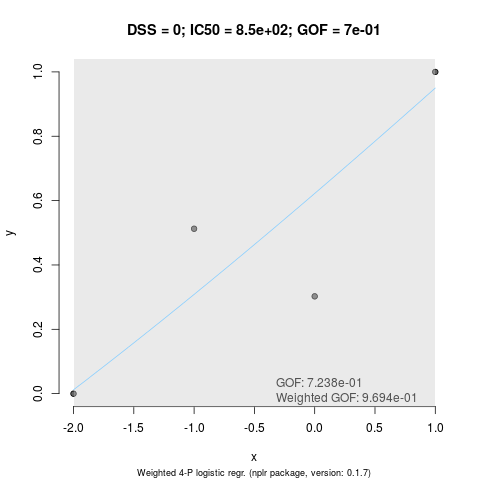 DSS = 0; IC50 = 8.5e+02; GOF = 7e-01
1.0
0.8
0.6
y
0.4
0.2
0.0
GOF: 7.238e-01
Weighted GOF: 9.694e-01
-2.0 -1.5 -1.0 -0.5 0.0 0.5 1.0
x
Weighted 4-P logistic regr. (nplr package, version: 0.1.7)